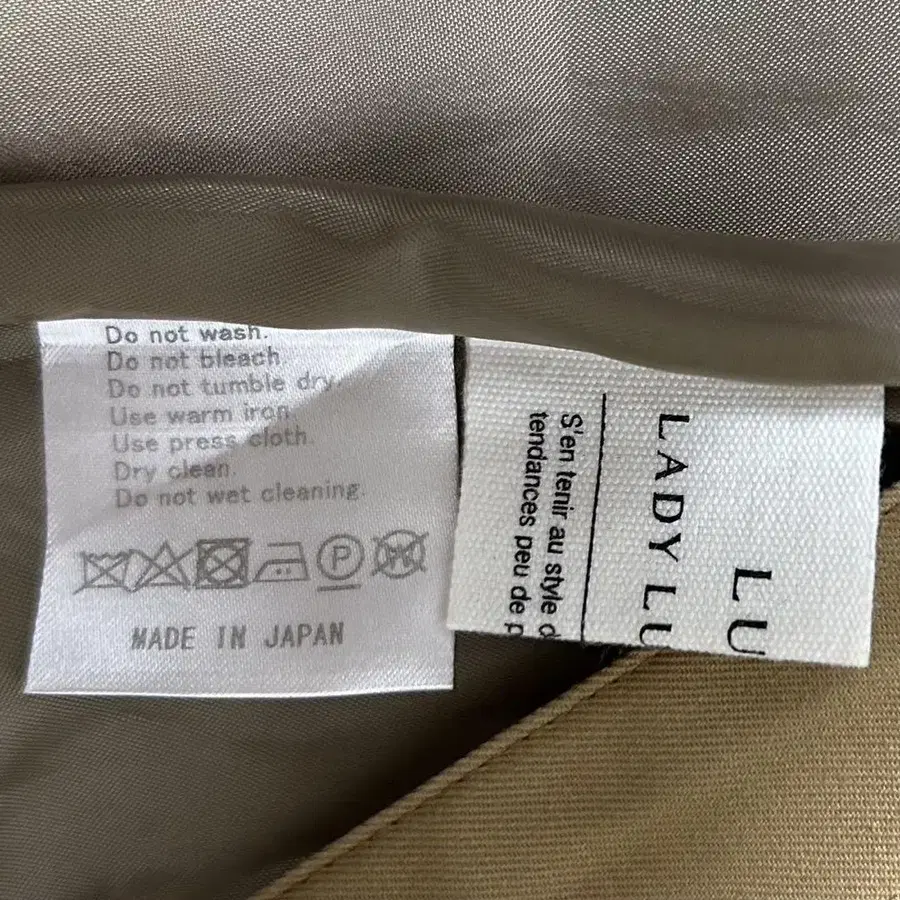 Do not wash.
Do not bleach.
Do not tumble dry.
Use warm iron.
Use press cloth.
Dry clean.
Do not wet cleaning.
P
MADE IN JAPAN
LU
LADY LU
S'en tenir au style d
tendances peu de p